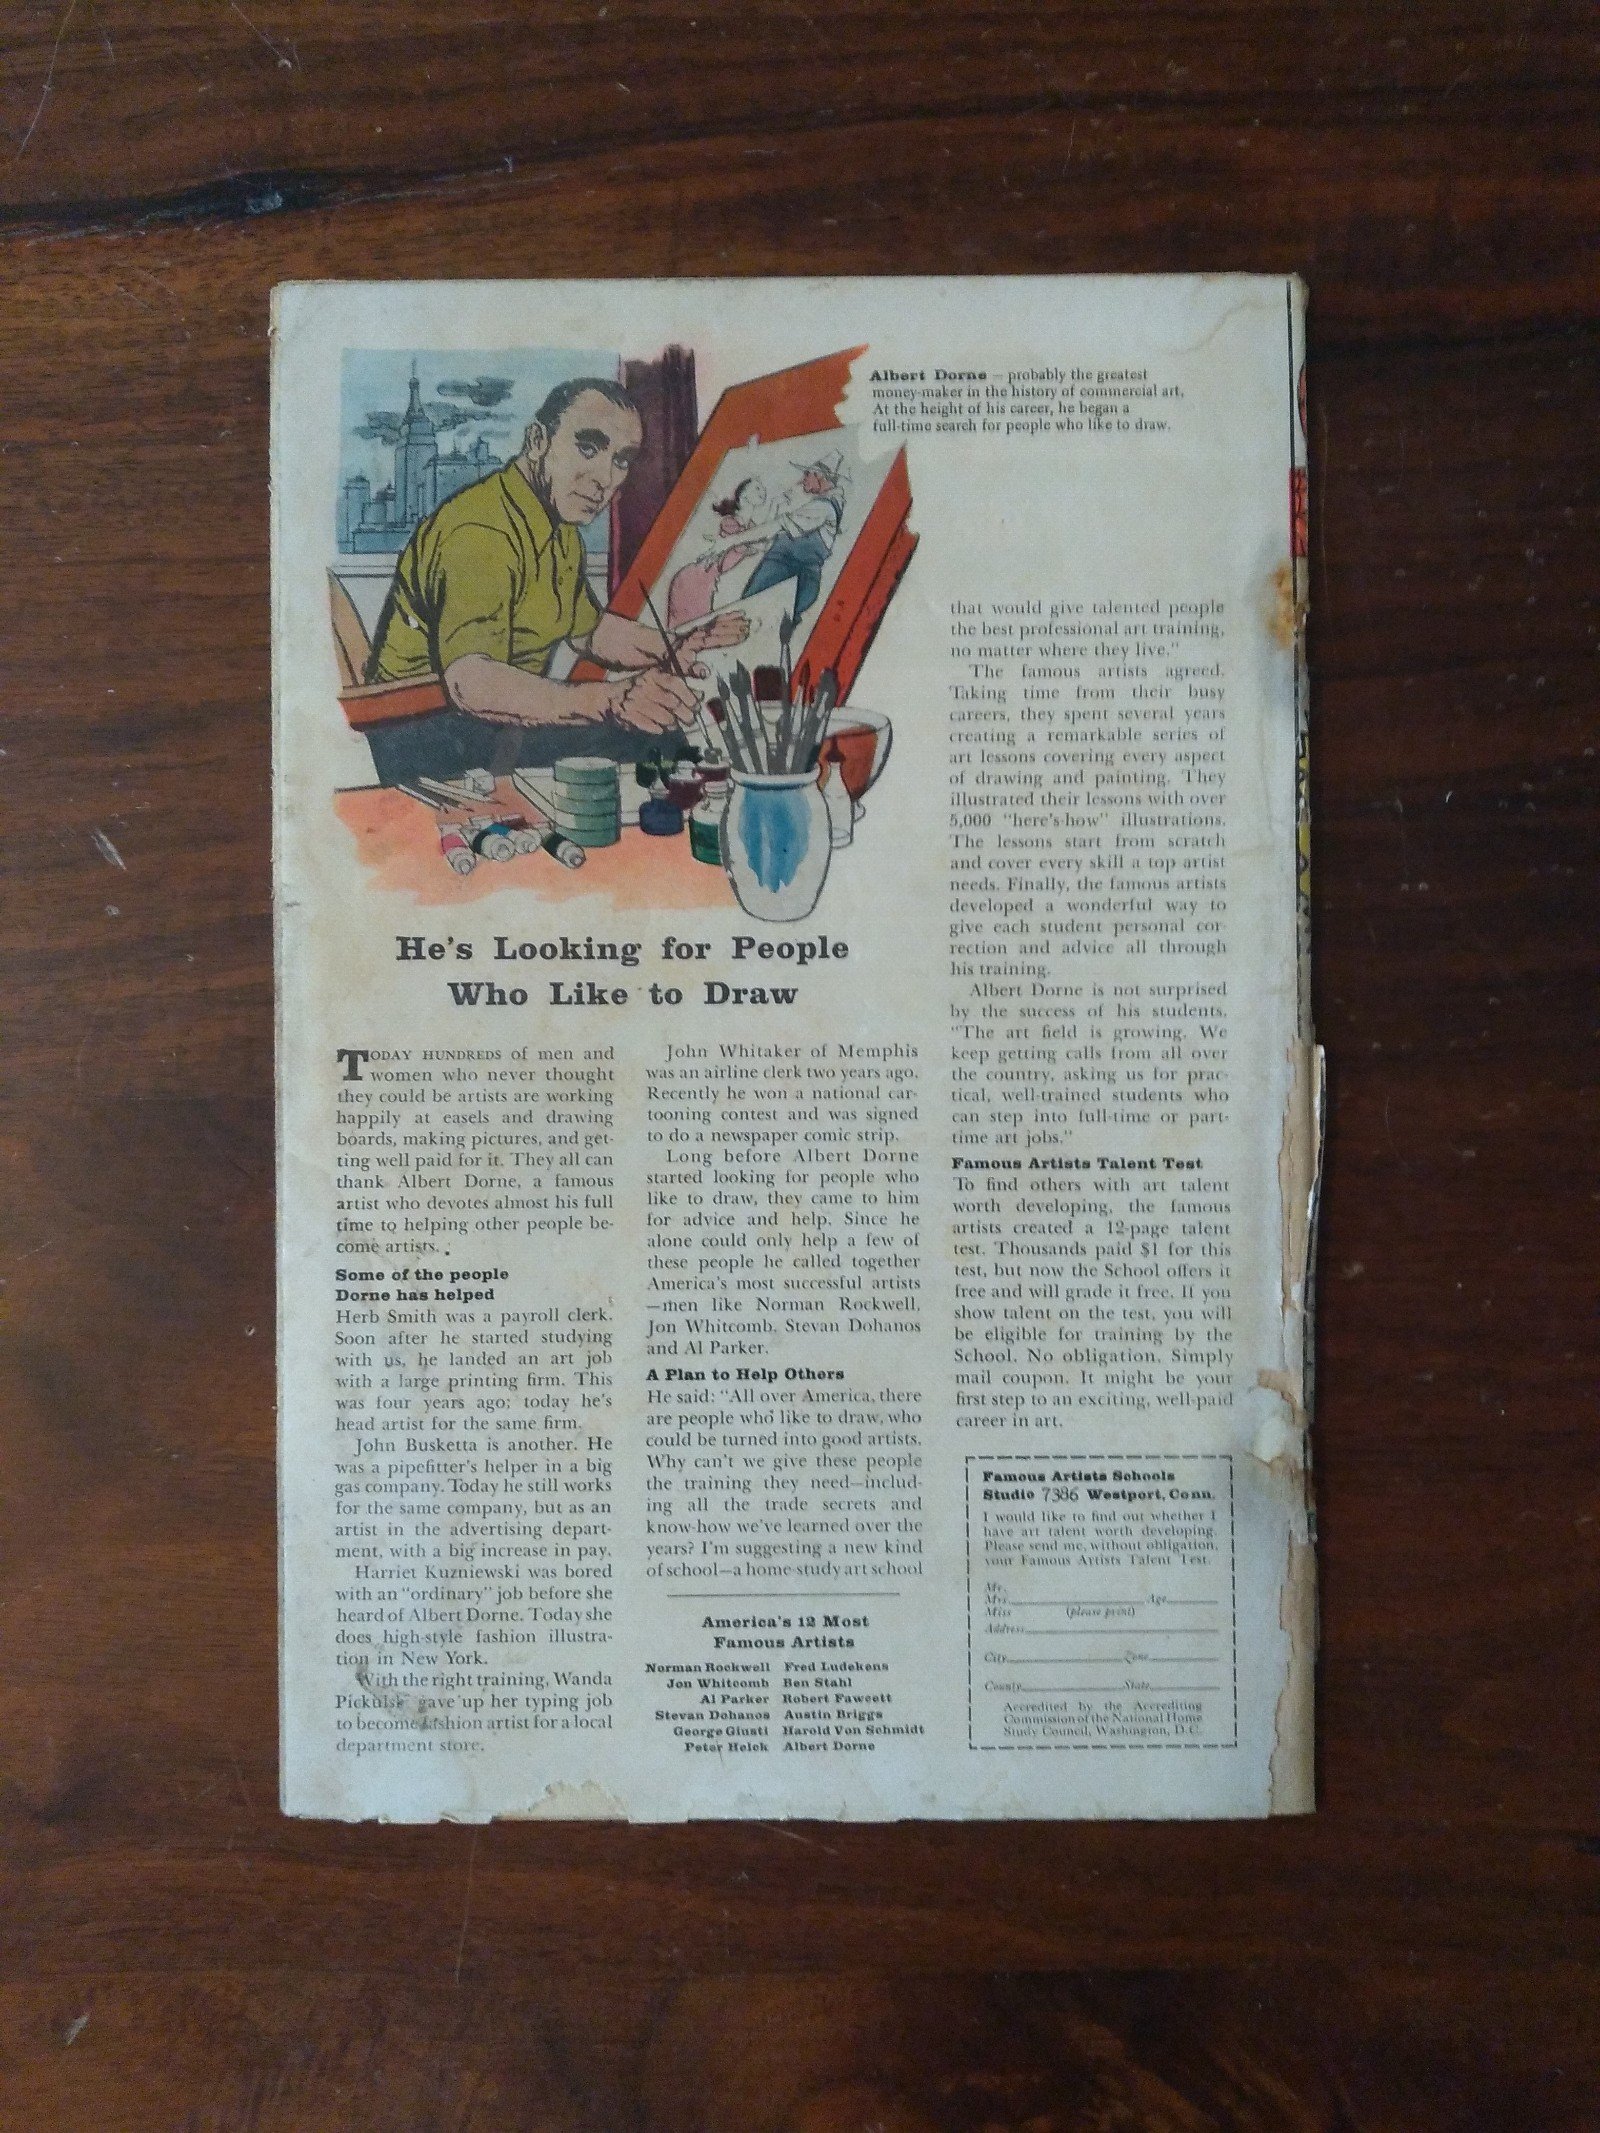 Albert Dorne – probably the greatest
money-maker in the history of commercial art.
At the height of his career, he began a
full-time search for people who like to draw.
He's Looking for People
Who Like to Draw
TODAY HUNDREDS of men and
women who never thought
they could be artists are working
happily at easels and drawing
boards, making pictures, and get-
ting well paid for it. They all can
thank Albert Dorne, a famous
artist who devotes almost his full
time to helping other people be-
come artists.
Some of the people
Dorne has helped
Herb Smith was a payroll clerk.
Soon after he started studying
with us, he landed an art job
with a large printing firm. This
was four years ago; today he's
head artist for the same firm.
John Busketta is another. He
was a pipefitter's helper in a big
gas company. Today he still works
for the same company, but as an
artist in the advertising depart-
ment, with a big increase in pay.
Harriet Kuzniewski was bored
with an "ordinary" job before she
heard of Albert Dorne. Today she
does high-style fashion illustra-
tion in New York.
With the right training, Wanda
Pickulski gave up her typing job
to become fashion artist for a local
department store.
John Whitaker of Memphis
was an airline clerk two years ago.
Recently he won a national car-
tooning contest and was signed
to do a newspaper comic strip.
Long before Albert Dorne
started looking for people who
like to draw, they came to him
for advice and help. Since he
alone could only help a few of
these people he called together
America's most successful artists
—men like Norman Rockwell,
Jon Whitcomb, Stevan Dohanos
and Al Parker.
A Plan to Help Others
He said: "All over America, there
are people who like to draw, who
could be turned into good artists.
Why can't we give these people
the training they need—includ-
ing all the trade secrets and
know-how we've learned over the
years? I'm suggesting a new kind
of school—a home-study art school
America's 12 Most
Famous Artists
Norman Rockwell Fred Ludekens
Jon Whitcomb Ben Stahl
Al Parker Robert Fawcett
Stevan Dohanos Austin Briggs
George Giusti Harold Von Schmidt
Peter Helck Albert Dorne
that would give talented people
the best professional art training,
no matter where they live."
The famous artists agreed.
Taking time from their busy
careers, they spent several years
creating a remarkable series of
art lessons covering every aspect
of drawing and painting. They
illustrated their lessons with over
5,000 "here's-how" illustrations.
The lessons start from scratch
and cover every skill a top artist
needs. Finally, the famous artists
developed a wonderful way to
give each student personal cor-
rection and advice all through
his training.
Albert Dorne is not surprised
by the success of his students.
"The art field is growing. We
keep getting calls from all over
the country, asking us for prac-
tical, well-trained students who
can step into full-time or part-
time art jobs."
Famous Artists Talent Test
To find others with art talent
worth developing, the famous
artists created a 12-page talent
test. Thousands paid $1 for this
test, but now the School offers it
free and will grade it free. If you
show talent on the test, you will
be eligible for training by the
School. No obligation. Simply
mail coupon. It might be your
first step to an exciting, well-paid
career in art.
Famous Artists Schools
Studio 7386 Westport, Conn.
I would like to find out whether I
have art talent worth developing.
Please send me, without obligation,
your Famous Artists Talent Test.
Mr.
Mrs. Age
Miss (please print)
Address
City Zone
County State
Accredited by the Accrediting
Commission of the National Home
Study Council, Washington, D.C.